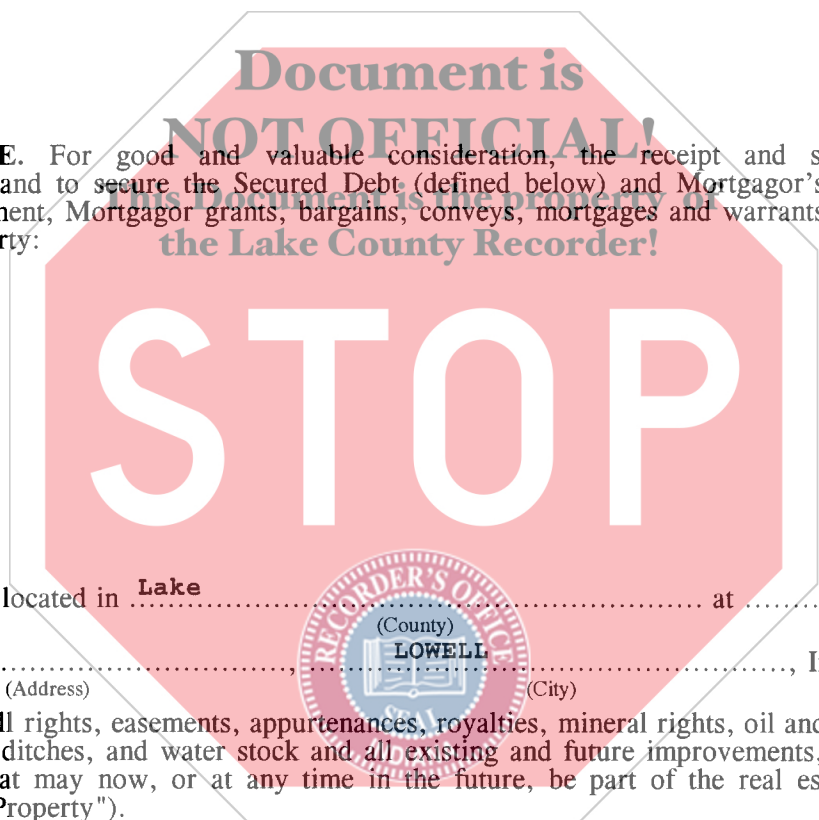 Document is
NOT OFFICIAL!
E. For good and valuable consideration, the receipt and s
and to secure the Secured Debt (defined below) and Mortgagor's
This Document is the property of
nent, Mortgagor grants, bargains, conveys, mortgages and warrants
rty:
the Lake County Recorder!
STOP
located in Lake at
(County)
RECORDER'S OFFICE
LOWELL , I
(Address) (City)
SEAL
ll rights, easements, appurtenances, royalties, mineral rights, oil and
ditches, and water stock and all existing and future improvements,
at may now, or at any time in the future, be part of the real es
Property").